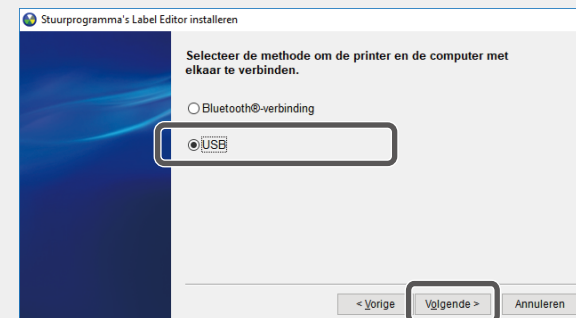 Stuurprogramma's Label Editor installeren
Selecteer de methode om de printer en de computer met
elkaar te verbinden.
Bluetooth®-verbinding
USB
< Vorige
Volgende >
Annuleren